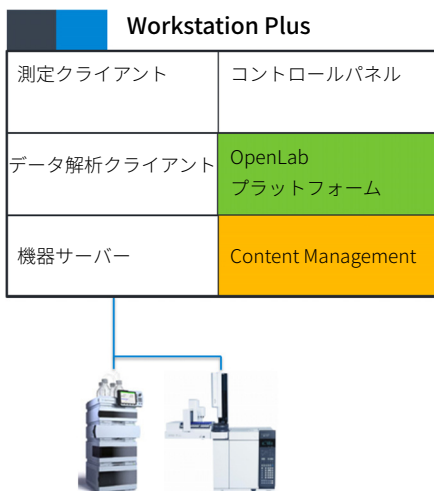 Workstation Plus
測定クライアント
コントロールパネル
データ解析クライアント
OpenLab
プラットフォーム
機器サーバー
Content Management